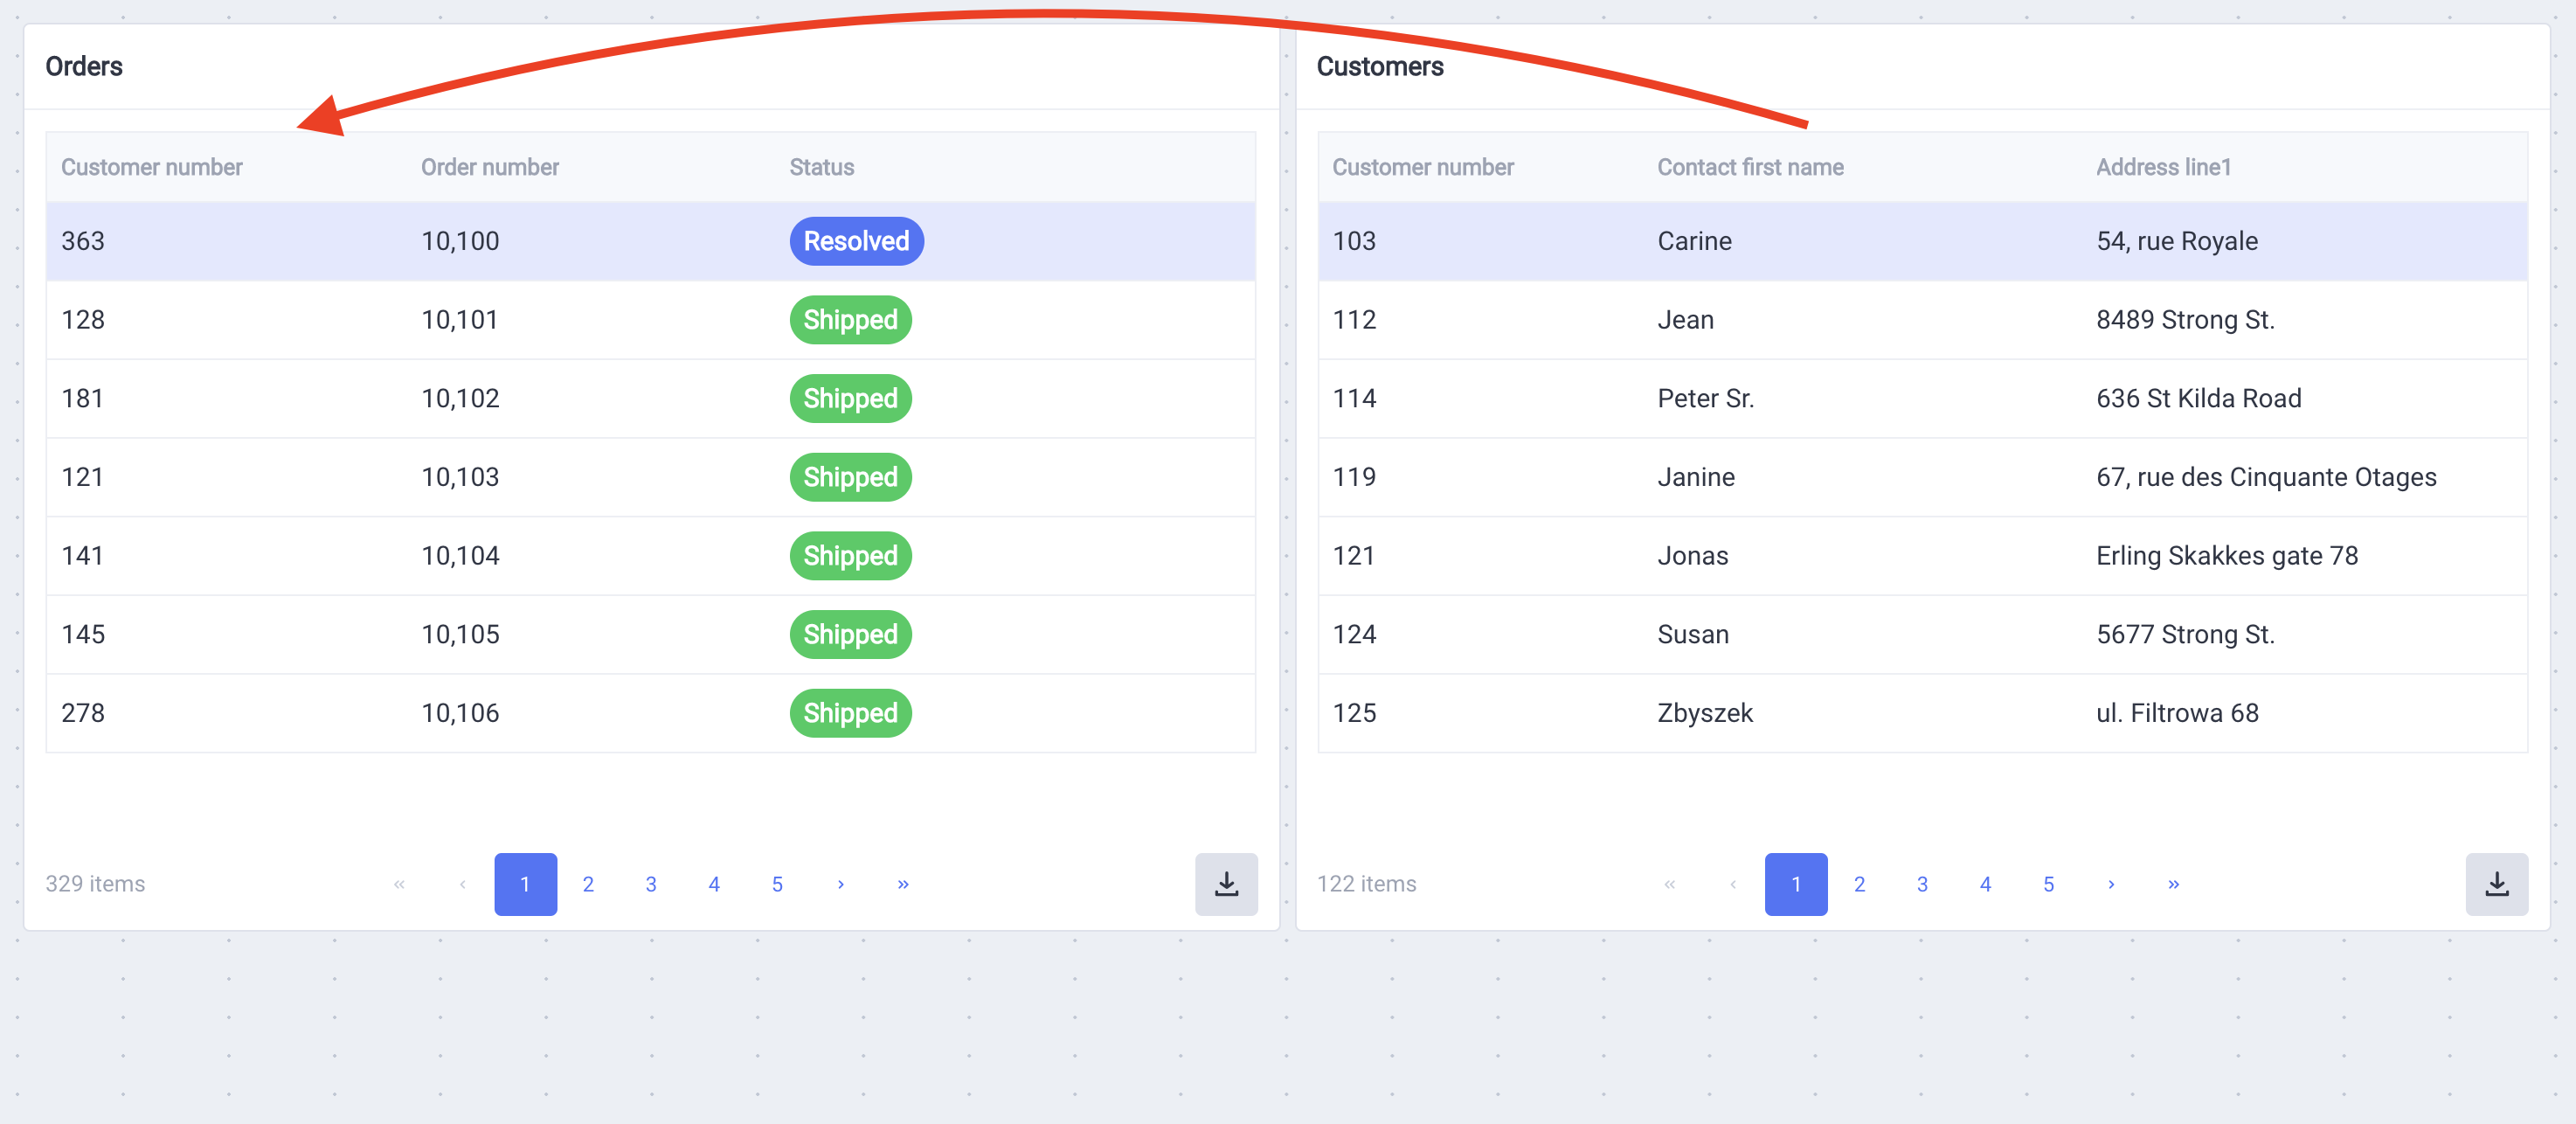 Orders
Customer number Order number Status
363 10,100 Resolved
128 10,101 Shipped
181 10,102 Shipped
121 10,103 Shipped
141 10,104 Shipped
145 10,105 Shipped
278 10,106 Shipped
329 items « ‹ 1 2 3 4 5 › »
Customers
Customer number Contact first name Address line1
103 Carine 54, rue Royale
112 Jean 8489 Strong St.
114 Peter Sr. 636 St Kilda Road
119 Janine 67, rue des Cinquante Otages
121 Jonas Erling Skakkes gate 78
124 Susan 5677 Strong St.
125 Zbyszek ul. Filtrowa 68
122 items « ‹ 1 2 3 4 5 › »